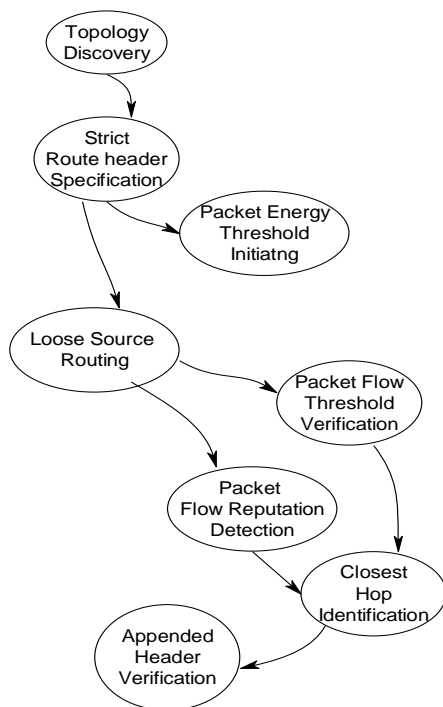 Topology
Discovery
Strict
Route header
Specification
Packet Energy
Threshold
Initiatng
Loose Source
Routing
Packet Flow
Threshold
Verification
Packet
Flow Reputation
Detection
Closest
Hop
Identification
Appended
Header
Verification